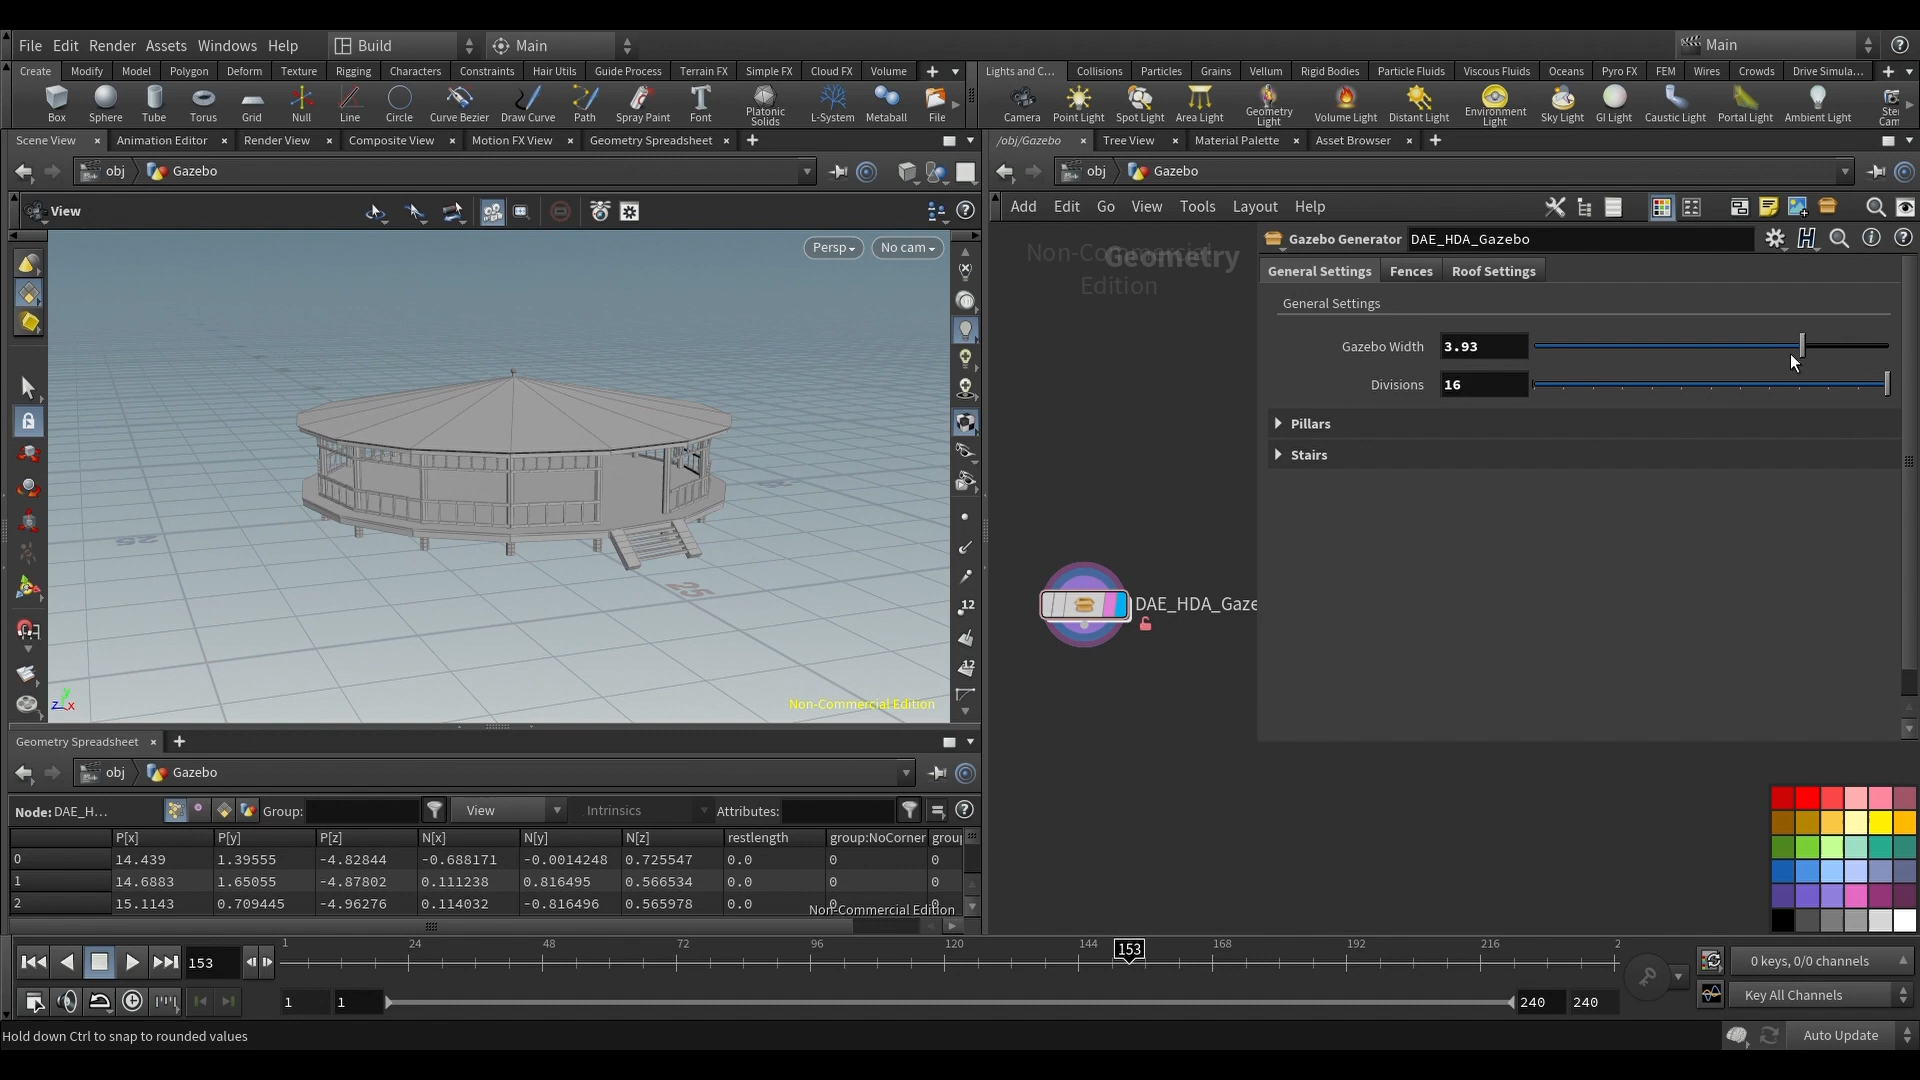 File Edit Render Assets Windows Help Build Main Main
Create Modify Model Polygon Deform Texture Rigging Characters Constraints Hair Utils Guide Process Terrain FX Simple FX Cloud FX Volume
Lights and C... Collisions Particles Grains Vellum Rigid Bodies Particle Fluids Viscous Fluids Oceans Pyro FX FEM Wires Crowds Drive Simula...
Box Sphere Tube Torus Grid Null Line Circle Curve Bezier Draw Curve Path Spray Paint Font Platonic Solids L-System Metaball File
Camera Point Light Spot Light Area Light Geometry Light Volume Light Distant Light Environment Light Sky Light GI Light Caustic Light Portal Light Ambient Light Ste Cam
Scene View Animation Editor Render View Composite View Motion FX View Geometry Spreadsheet
/obj/Gazebo Tree View Material Palette Asset Browser
obj Gazebo
obj Gazebo
View
Add Edit Go View Tools Layout Help
Persp No cam
Non-Commercial Edition
Geometry
Gazebo Generator DAE_HDA_Gazebo
General Settings Fences Roof Settings
General Settings
Gazebo Width 3.93
Divisions 16
Pillars
Stairs
DAE_HDA_Gaze
25
25
12
12
z x y
Non-Commercial Edition
Geometry Spreadsheet
obj Gazebo
Node: DAE_H... Group: View Intrinsics Attributes:
P[x] P[y] P[z] N[x] N[y] N[z] restlength group:NoCorner grou
0 14.439 1.39555 -4.82844 -0.688171 -0.0014248 0.725547 0.0 0 0
1 14.6883 1.65055 -4.87802 0.111238 0.816495 0.566534 0.0 0 0
2 15.1143 0.709445 -4.96276 0.114032 -0.816496 0.565978 0.0 0 0
Non-Commercial Edition
1 24 48 72 96 120 144 168 192 216 2
153 153
0 keys, 0/0 channels
1 1 240 240
Key All Channels
Hold down Ctrl to snap to rounded values
Auto Update